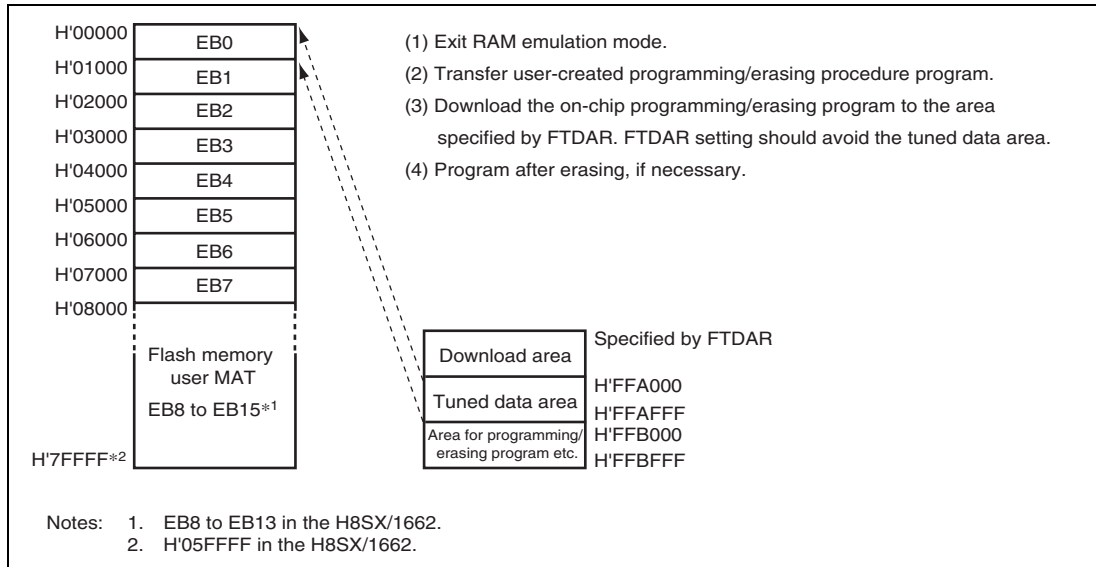 H'00000
EB0
H'01000
EB1
H'02000
EB2
H'03000
EB3
H'04000
EB4
H'05000
EB5
H'06000
EB6
H'07000
EB7
H'08000
Flash memory
user MAT
EB8 to EB15*1
H'7FFFF*2
(1) Exit RAM emulation mode.
(2) Transfer user-created programming/erasing procedure program.
(3) Download the on-chip programming/erasing program to the area
specified by FTDAR. FTDAR setting should avoid the tuned data area.
(4) Program after erasing, if necessary.
Download area
Specified by FTDAR
Tuned data area
H'FFA000
H'FFAFFF
Area for programming/
erasing program etc.
H'FFB000
H'FFBFFF
Notes: 1. EB8 to EB13 in the H8SX/1662.
2. H'05FFFF in the H8SX/1662.